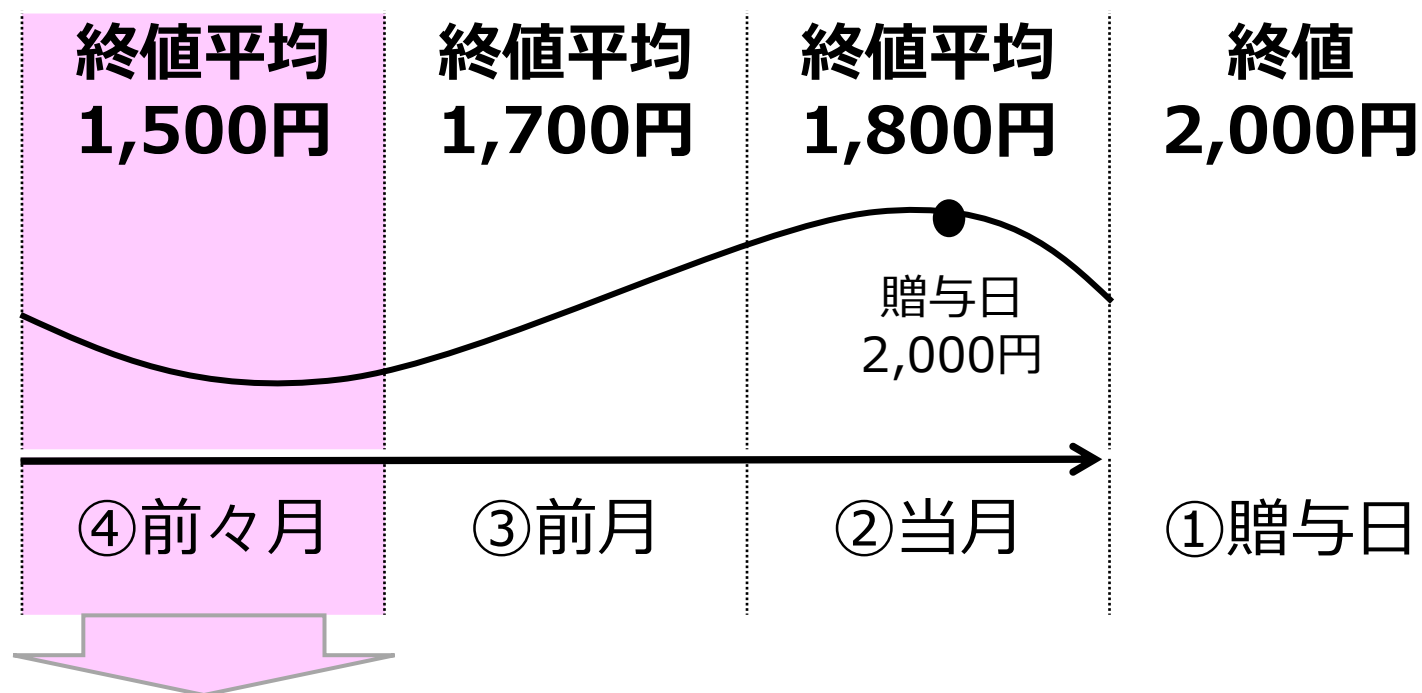 終値平均
1,500円
終値平均
1,700円
終値平均
1,800円
終値
2,000円
贈与日
2,000円
④前々月
③前月
②当月
①贈与日